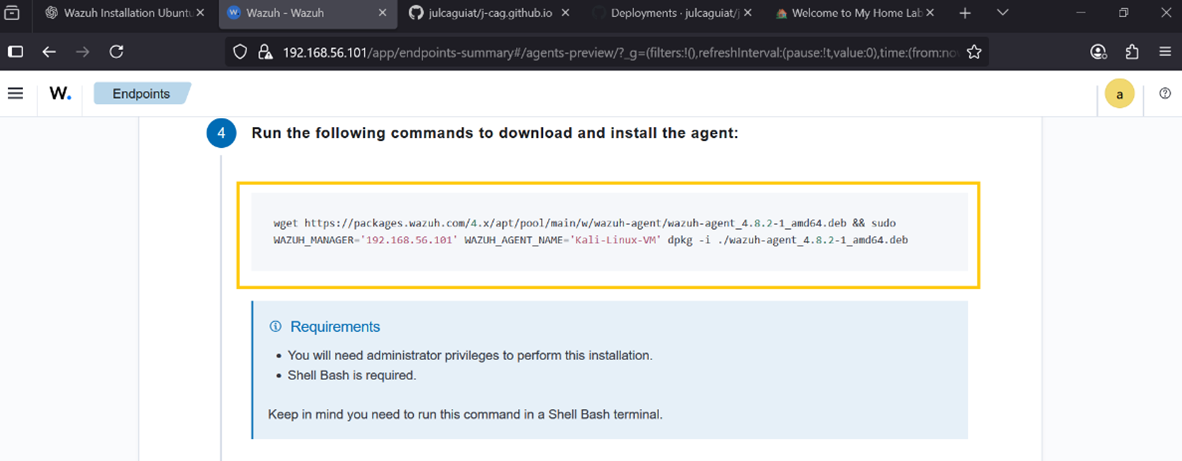 Wazuh Installation Ubuntu
Wazuh - Wazuh
julcaguiat/j-cag.github.io
Deployments · julcaguiat/j
Welcome to My Home Lab
192.168.56.101/app/endpoints-summary#/agents-preview/?_g=(filters:!(),refreshInterval:(pause:!t,value:0),time:(from:no
W.
Endpoints
a
4
Run the following commands to download and install the agent:
wget https://packages.wazuh.com/4.x/apt/pool/main/w/wazuh-agent/wazuh-agent_4.8.2-1_amd64.deb && sudo
WAZUH_MANAGER='192.168.56.101' WAZUH_AGENT_NAME='Kali-Linux-VM' dpkg -i ./wazuh-agent_4.8.2-1_amd64.deb
Requirements
• You will need administrator privileges to perform this installation.
• Shell Bash is required.
Keep in mind you need to run this command in a Shell Bash terminal.